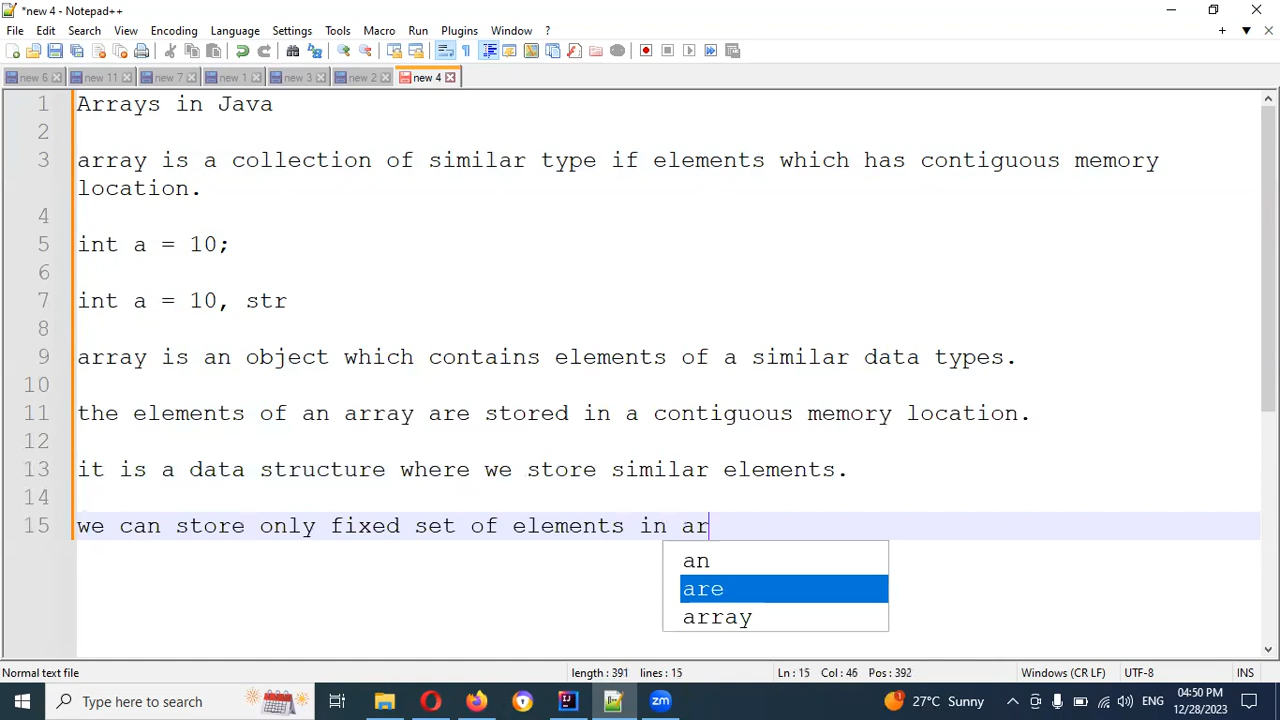 *new 4 - Notepad++
File Edit Search View Encoding Language Settings Tools Macro Run Plugins Window ?
new 6 new 11 new 7 new 1 new 3 new 2 new 4
1 Arrays in Java
2
3 array is a collection of similar type if elements which has contiguous memory
location.
4
5 int a = 10;
6
7 int a = 10, str
8
9 array is an object which contains elements of a similar data types.
10
11 the elements of an array are stored in a contiguous memory location.
12
13 it is a data structure where we store similar elements.
14
15 we can store only fixed set of elements in ar
an
are
array
Normal text file length : 391 lines : 15 Ln : 15 Col : 46 Pos : 392 Windows (CR LF) UTF-8 INS
Type here to search zm 27°C Sunny ENG 04:50 PM
12/28/2023